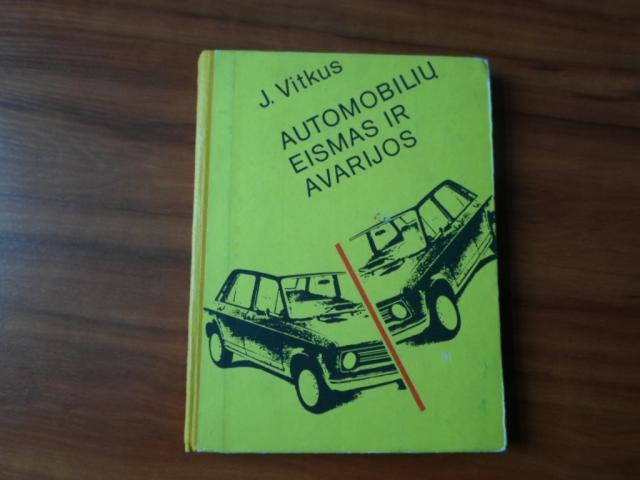 J. Vitkus
AUTOMOBILIŲ
EISMAS IR
AVARIJOS